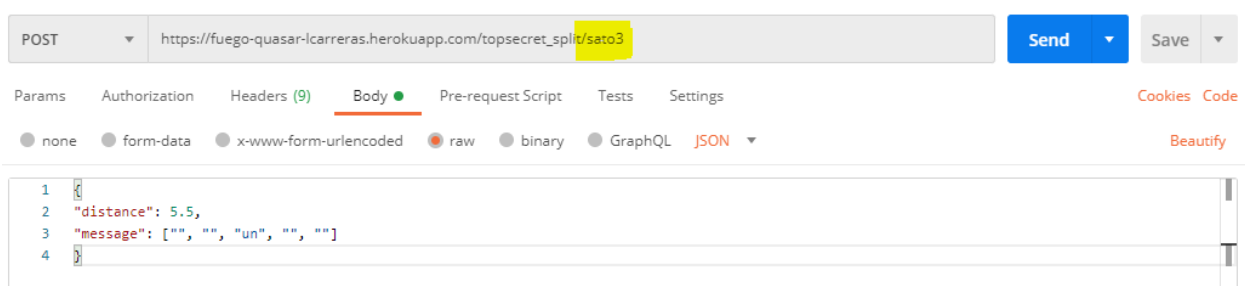 POST https://fuego-quasar-lcarreras.herokuapp.com/topsecret_split/sato3 Send Save
Params Authorization Headers (9) Body Pre-request Script Tests Settings Cookies Code
none form-data x-www-form-urlencoded raw binary GraphQL JSON Beautify
1 {
2 "distance": 5.5,
3 "message": ["", "", "un", "", ""]
4 }